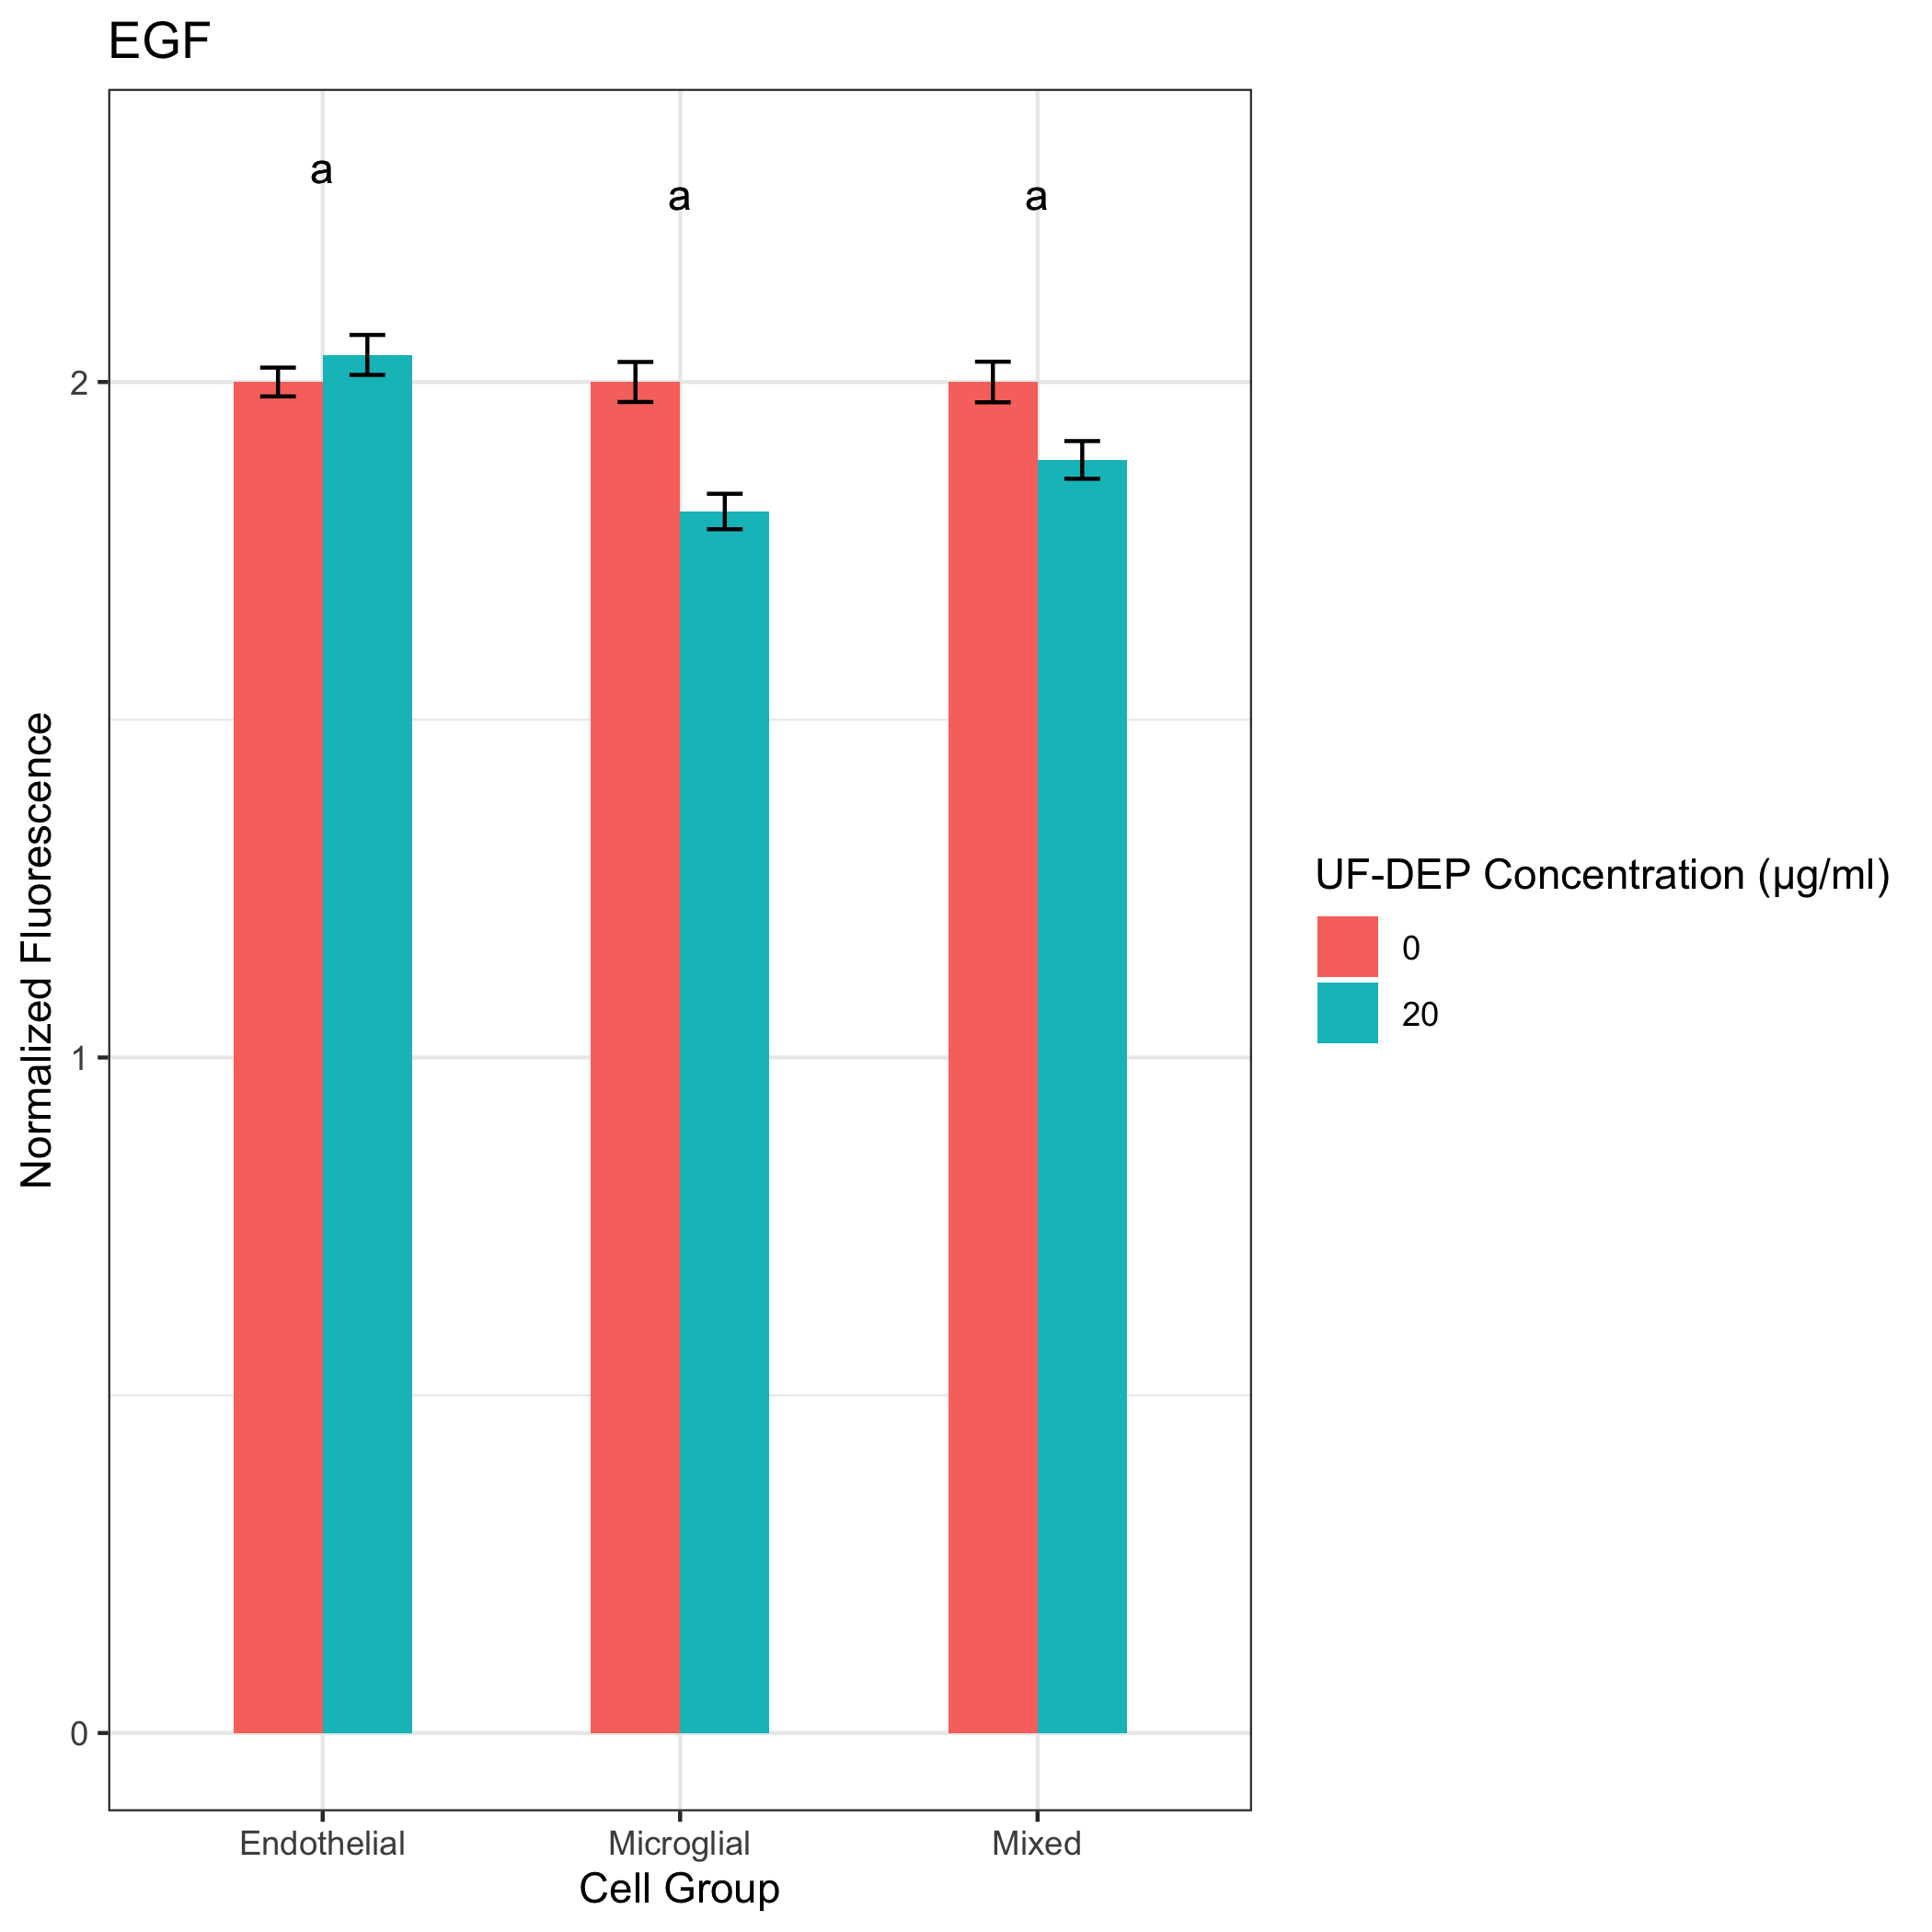 EGF
a
a
a
2
1
0
Normalized Fluorescence
Endothelial
Microglial
Mixed
Cell Group
UF-DEP Concentration (µg/ml)
0
20